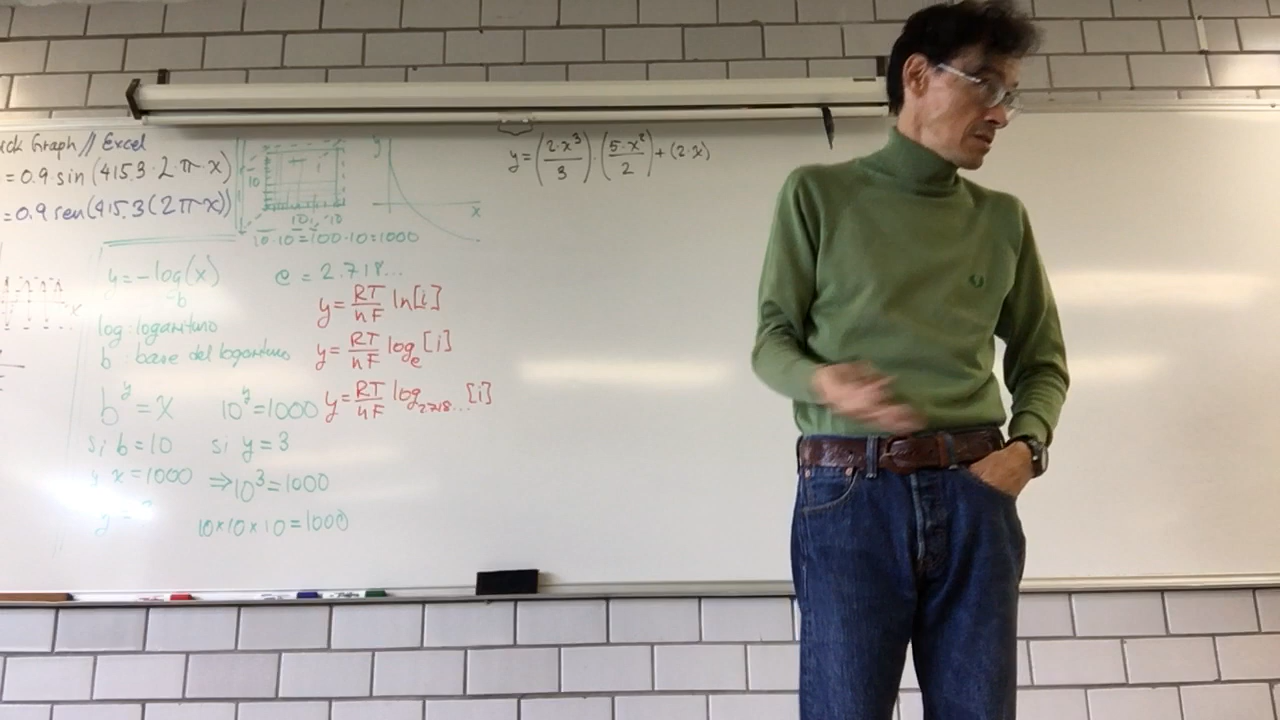 ck Graph // Excel
= 0.9 sin (415.3 · 2 · π · x)
= 0.9 sen(415.3 (2π·x))
10
10 10
10·10=100·10=1000
y
x
y = (2·x³/3) · (5·x²/2) + (2·x)
y = -log(x)
b
e = 2.718...
y = RT/nF ln[i]
log: logaritmo
b : base del logaritmo
y = RT/nF logₑ [i]
bʸ = x
10ʸ = 1000
y = RT/nF log₂.₇₁₈... [i]
si b = 10
si y = 3
y x = 1000
⇒ 10³ = 1000
10 × 10 × 10 = 1000